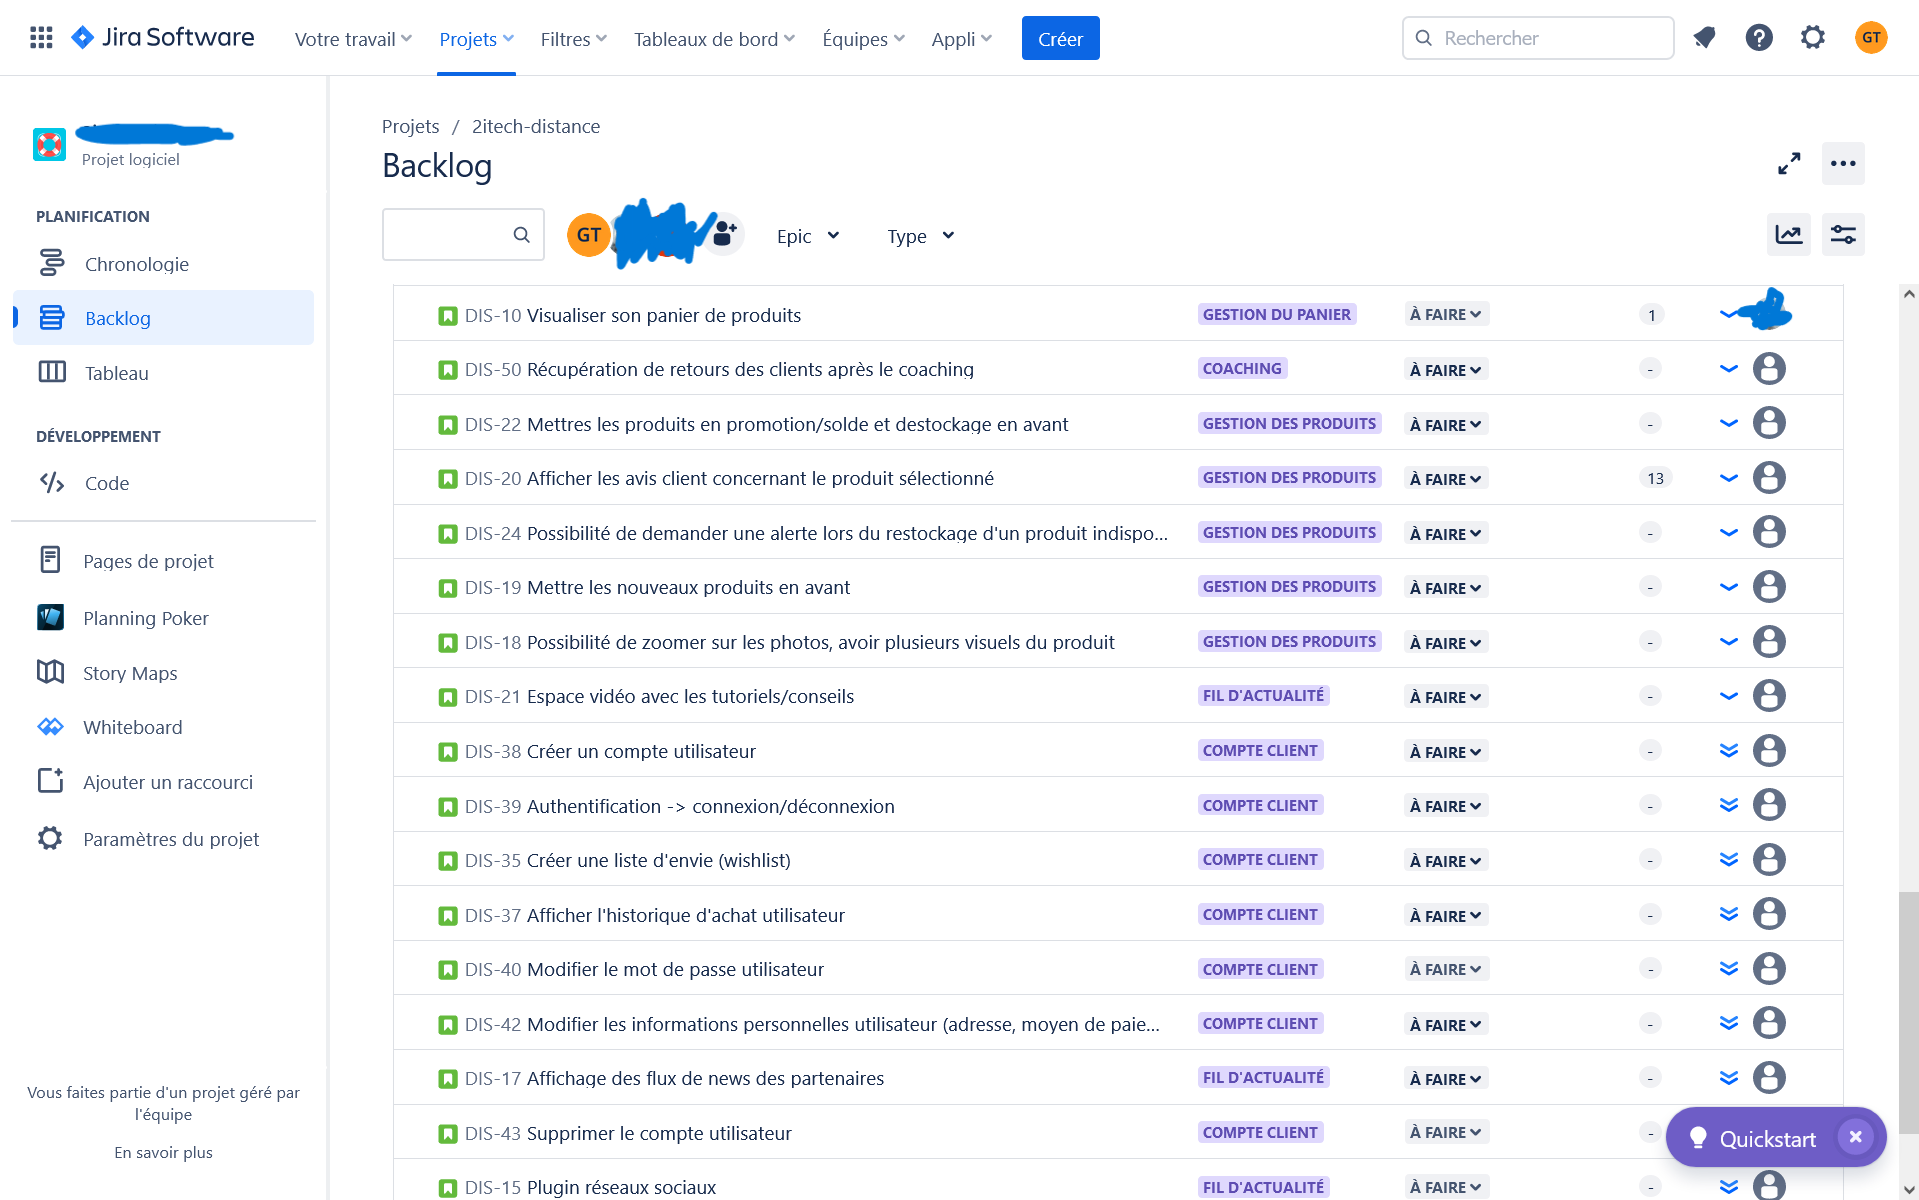 Jira Software
Votre travail
Projets
Filtres
Tableaux de bord
Équipes
Appli
Créer
Rechercher
GT
Projet logiciel
PLANIFICATION
Chronologie
Backlog
Tableau
DÉVELOPPEMENT
Code
Pages de projet
Planning Poker
Story Maps
Whiteboard
Ajouter un raccourci
Paramètres du projet
Vous faites partie d'un projet géré par
l'équipe
En savoir plus
Projets / 2itech-distance
Backlog
GT
Epic
Type
DIS-10 Visualiser son panier de produits GESTION DU PANIER À FAIRE 1
DIS-50 Récupération de retours des clients après le coaching COACHING À FAIRE -
DIS-22 Mettres les produits en promotion/solde et destockage en avant GESTION DES PRODUITS À FAIRE -
DIS-20 Afficher les avis client concernant le produit sélectionné GESTION DES PRODUITS À FAIRE 13
DIS-24 Possibilité de demander une alerte lors du restockage d'un produit indispo... GESTION DES PRODUITS À FAIRE -
DIS-19 Mettre les nouveaux produits en avant GESTION DES PRODUITS À FAIRE -
DIS-18 Possibilité de zoomer sur les photos, avoir plusieurs visuels du produit GESTION DES PRODUITS À FAIRE -
DIS-21 Espace vidéo avec les tutoriels/conseils FIL D'ACTUALITÉ À FAIRE -
DIS-38 Créer un compte utilisateur COMPTE CLIENT À FAIRE -
DIS-39 Authentification -> connexion/déconnexion COMPTE CLIENT À FAIRE -
DIS-35 Créer une liste d'envie (wishlist) COMPTE CLIENT À FAIRE -
DIS-37 Afficher l'historique d'achat utilisateur COMPTE CLIENT À FAIRE -
DIS-40 Modifier le mot de passe utilisateur COMPTE CLIENT À FAIRE -
DIS-42 Modifier les informations personnelles utilisateur (adresse, moyen de paie... COMPTE CLIENT À FAIRE -
DIS-17 Affichage des flux de news des partenaires FIL D'ACTUALITÉ À FAIRE -
DIS-43 Supprimer le compte utilisateur COMPTE CLIENT À FAIRE -
DIS-15 Plugin réseaux sociaux FIL D'ACTUALITÉ À FAIRE -
Quickstart